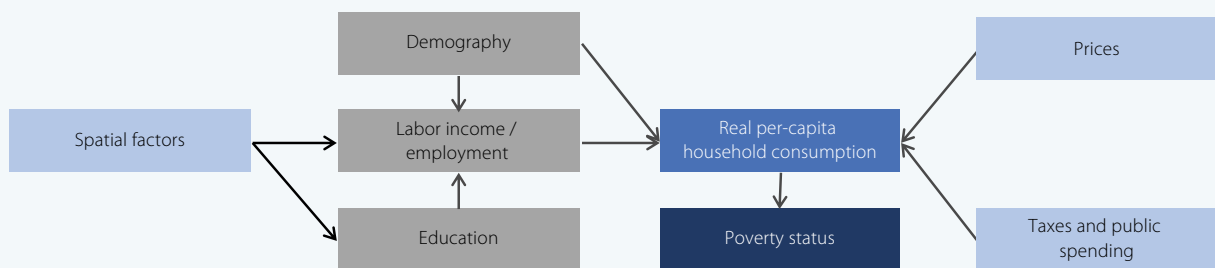 Demography
Prices
Spatial factors
Labor income /
employment
Real per-capita
household consumption
Education
Poverty status
Taxes and public
spending